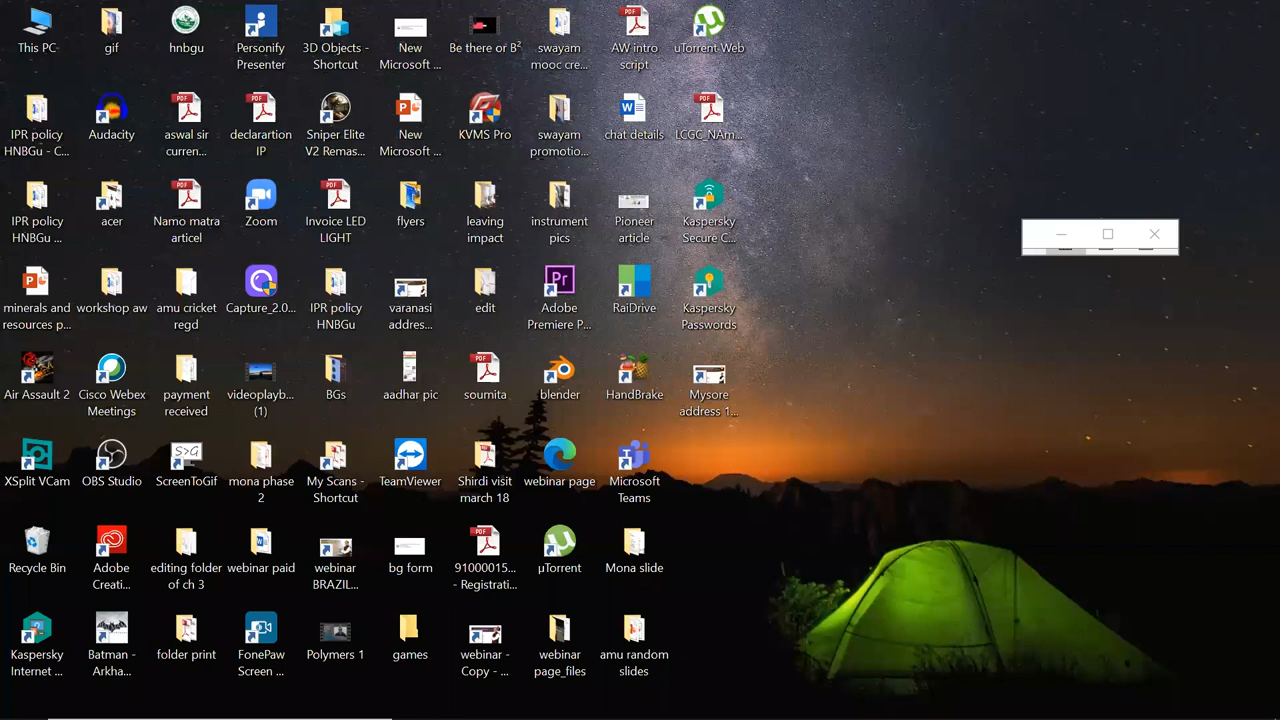 This PC
gif
hnbgu
Personify
Presenter
3D Objects -
Shortcut
New
Microsoft ...
Be there or B²
swayam
mooc cre...
AW intro
script
uTorrent Web
IPR policy
HNBGu - C...
Audacity
aswal sir
curren...
declarartion
IP
Sniper Elite
V2 Remas...
New
Microsoft ...
KVMS Pro
swayam
promotio...
chat details
LCGC_NAm...
IPR policy
HNBGu ...
acer
Namo matra
articel
Zoom
Invoice LED
LIGHT
flyers
leaving
impact
instrument
pics
Pioneer
article
Kaspersky
Secure C...
minerals and
resources p...
workshop aw
amu cricket
regd
Capture_2.0...
IPR policy
HNBGu
varanasi
addres...
edit
Adobe
Premiere P...
RaiDrive
Kaspersky
Passwords
Air Assault 2
Cisco Webex
Meetings
payment
received
videoplayb...
(1)
BGs
aadhar pic
soumita
blender
HandBrake
Mysore
address 1...
XSplit VCam
OBS Studio
S>G
ScreenToGif
mona phase
2
My Scans -
Shortcut
TeamViewer
Shirdi visit
march 18
webinar page
Microsoft
Teams
Recycle Bin
Adobe
Creati...
editing folder
of ch 3
webinar paid
webinar
BRAZIL...
bg form
91000015...
- Registrati...
µTorrent
Mona slide
Kaspersky
Internet ...
Batman -
Arkha...
folder print
FonePaw
Screen ...
Polymers 1
games
webinar -
Copy - ...
webinar
page_files
amu random
slides